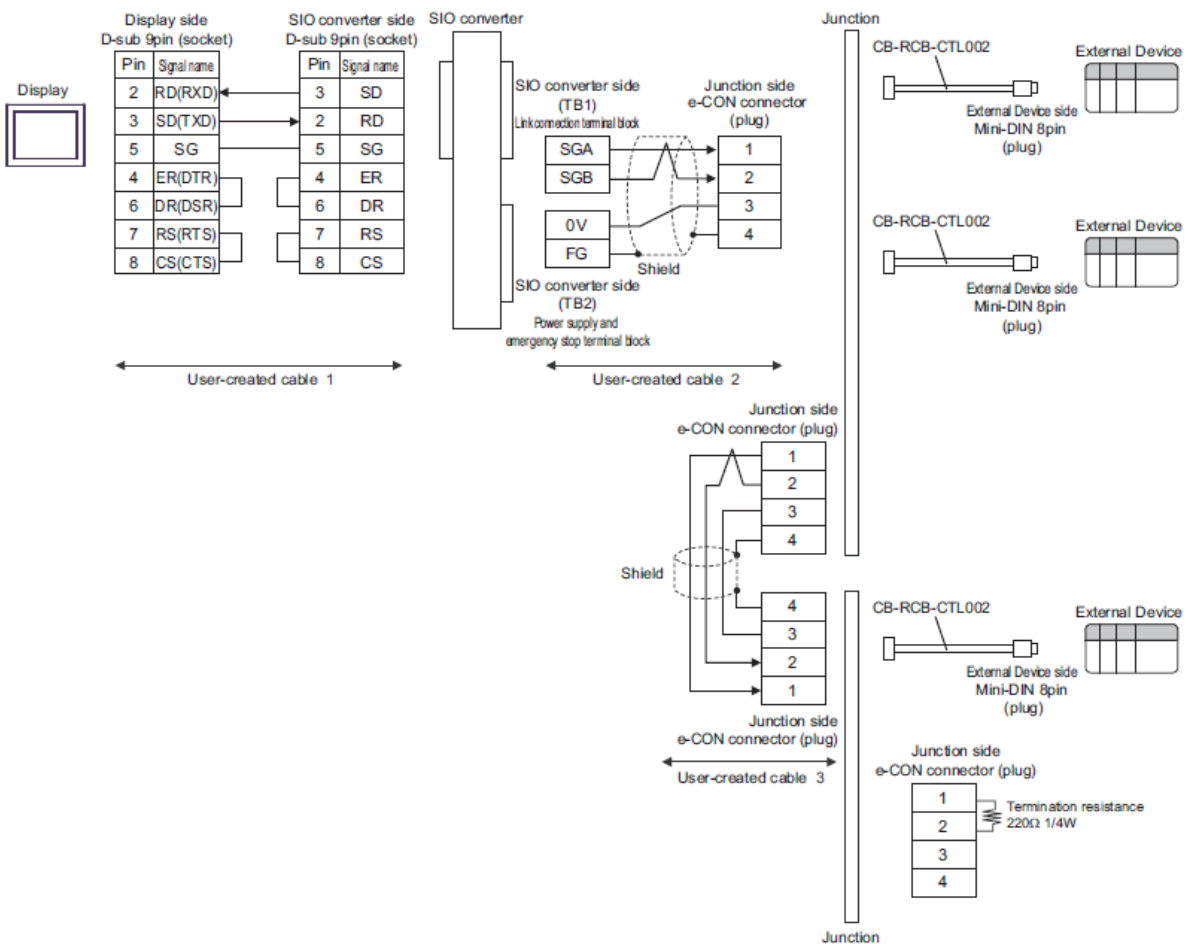 Display
Display side
D-sub 9pin (socket)
Pin Signal name
2 RD(RXD)
3 SD(TXD)
5 SG
4 ER(DTR)
6 DR(DSR)
7 RS(RTS)
8 CS(CTS)
SIO converter side
D-sub 9pin (socket)
Pin Signal name
3 SD
2 RD
5 SG
4 ER
6 DR
7 RS
8 CS
User-created cable 1
SIO converter
SIO converter side
(TB1)
Link connection terminal block
SGA
SGB
0V
FG
SIO converter side
(TB2)
Power supply and
emergency stop terminal block
Shield
Junction side
e-CON connector
(plug)
1
2
3
4
User-created cable 2
Junction
CB-RCB-CTL002
External Device
External Device side
Mini-DIN 8pin
(plug)
CB-RCB-CTL002
External Device
External Device side
Mini-DIN 8pin
(plug)
Junction side
e-CON connector (plug)
1
2
3
4
Shield
4
3
2
1
Junction side
e-CON connector (plug)
User-created cable 3
CB-RCB-CTL002
External Device
External Device side
Mini-DIN 8pin
(plug)
Junction side
e-CON connector (plug)
1
2
3
4
Termination resistance
220Ω 1/4W
Junction